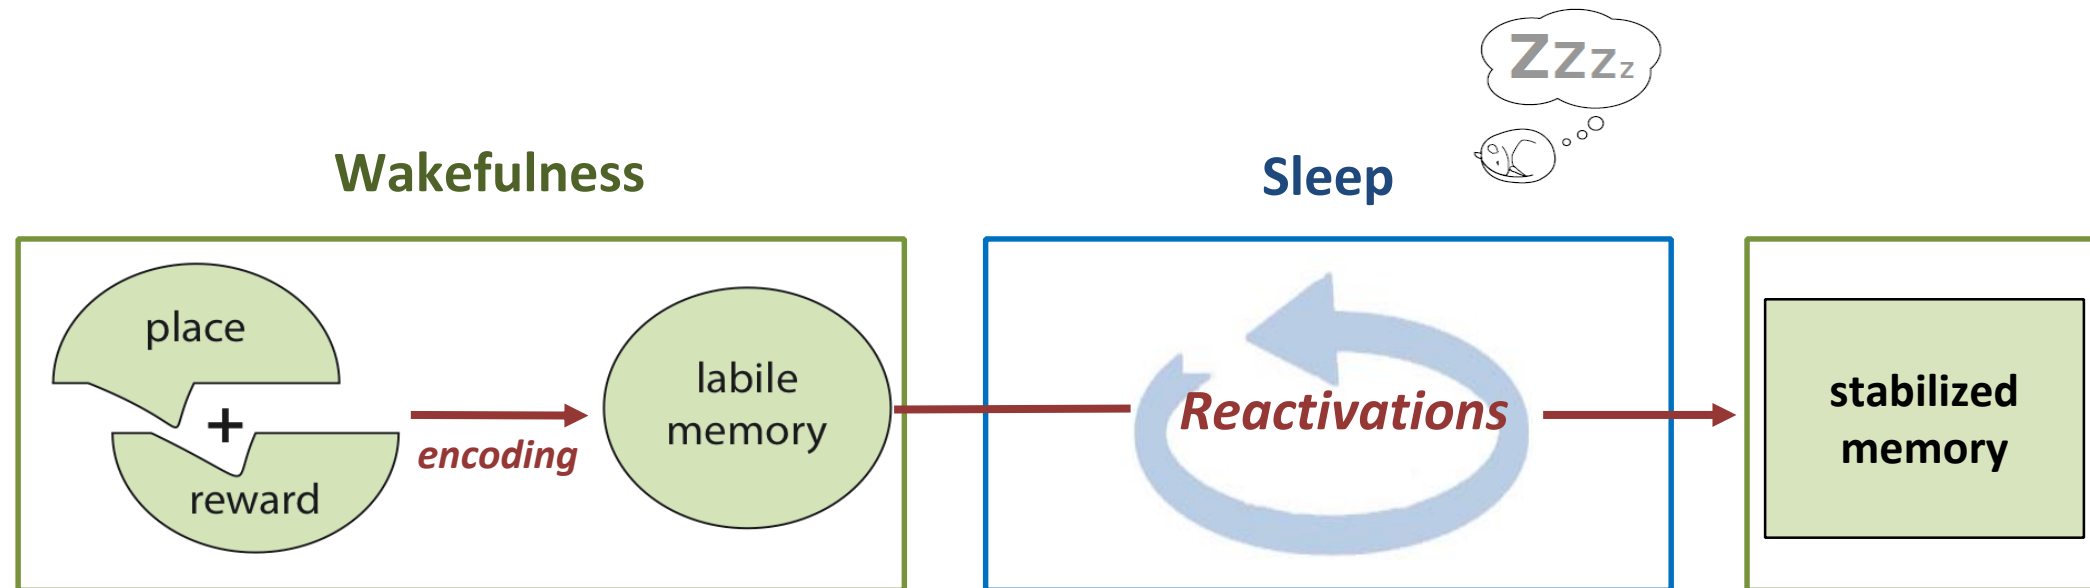 ZZZz
Wakefulness
Sleep
place
+
reward
encoding
labile
memory
Reactivations
stabilized
memory